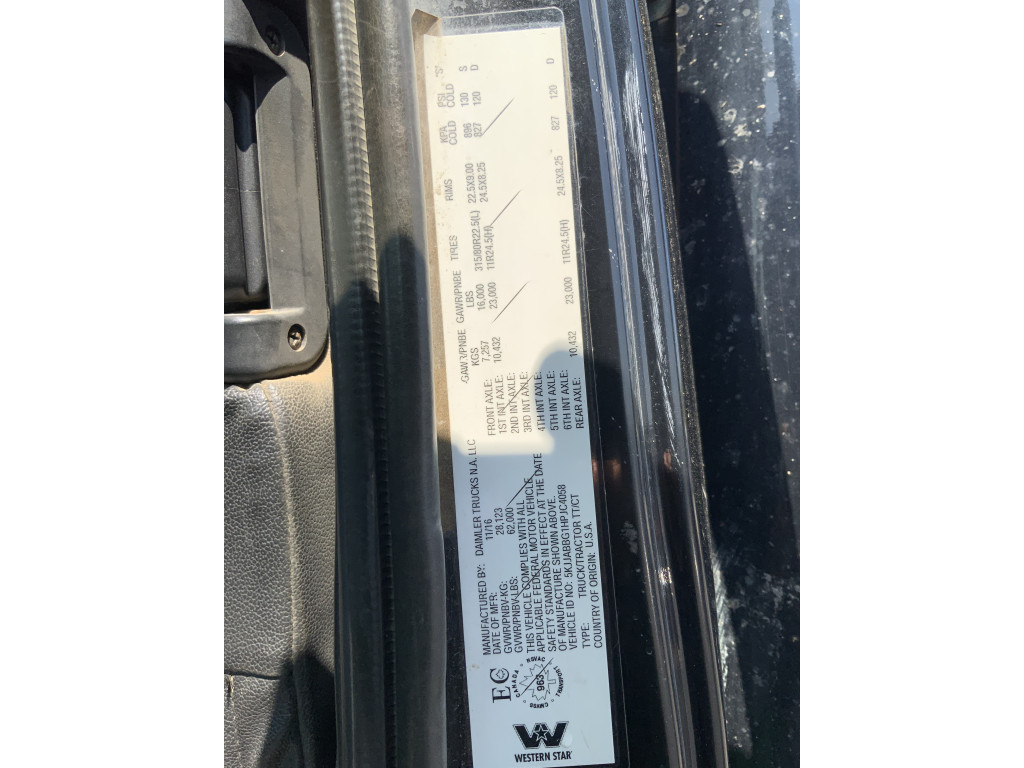 WESTERN STAR
EC
CANADA
963
NSVAC
CMVSS
TRANSPORT
MANUFACTURED BY: DAIMLER TRUCKS N.A. LLC
DATE OF MFR: 11/16
GVWR/PNBV-KG: 28,123
GVWR/PNBV-LBS: 62,000
THIS VEHICLE COMPLIES WITH ALL
APPLICABLE FEDERAL MOTOR VEHICLE
SAFETY STANDARDS IN EFFECT AT THE DATE
OF MANUFACTURE SHOWN ABOVE.
VEHICLE ID NO: 5KJJABBG1HPJC4058
TYPE: TRUCK/TRACTOR TT/CT
COUNTRY OF ORIGIN: U.S.A.
GAWR/PNBE GAWR/PNBE TIRES RIMS KPA PSI S
KGS LBS COLD COLD
FRONT AXLE: 7,257 16,000 315/80R22.5(L) 22.5X9.00 896 130 S
1ST INT AXLE: 10,432 23,000 11R24.5(H) 24.5X8.25 827 120 D
2ND INT AXLE:
3RD INT AXLE:
4TH INT AXLE:
5TH INT AXLE:
6TH INT AXLE:
REAR AXLE: 10,432 23,000 11R24.5(H) 24.5X8.25 827 120 D